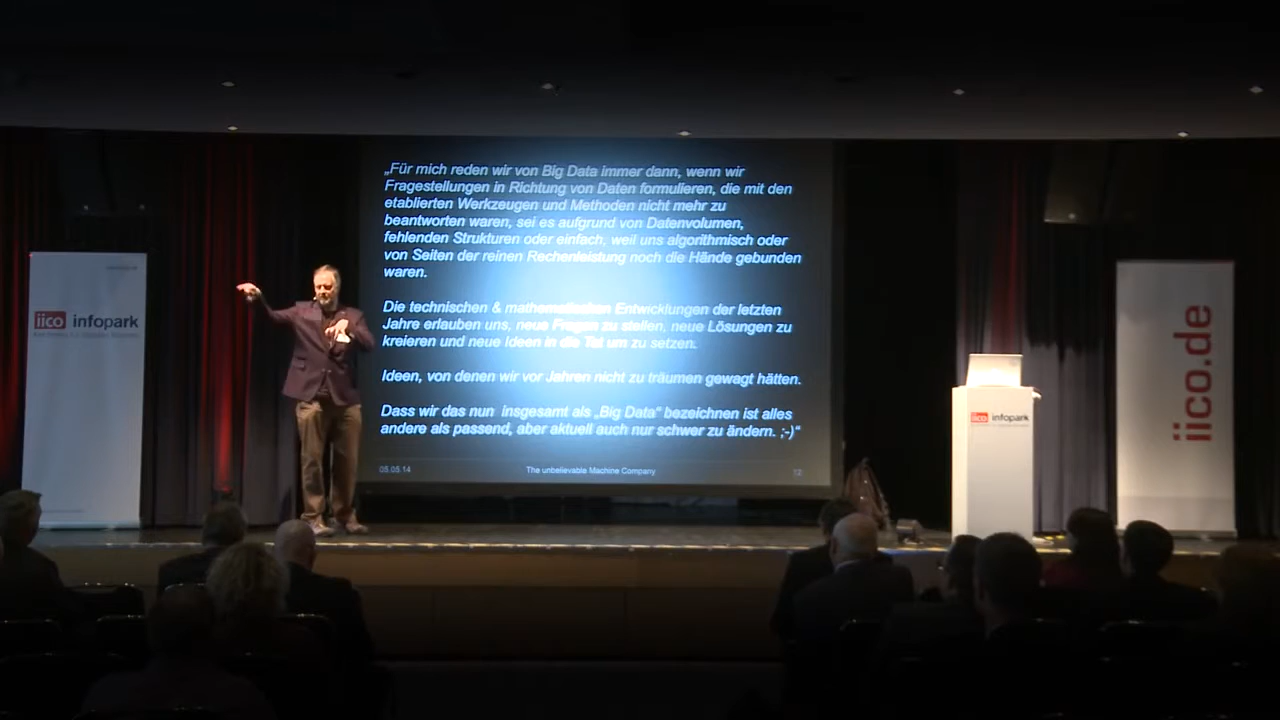 „Für mich reden wir von Big Data immer dann, wenn wir
Fragestellungen in Richtung von Daten formulieren, die mit den
etablierten Werkzeugen und Methoden nicht mehr zu
beantworten waren, sei es aufgrund von Datenvolumen,
fehlenden Strukturen oder einfach, weil uns algorithmisch oder
von Seiten der reinen Rechenleistung noch die Hände gebunden
waren.
Die technischen & mathematischen Entwicklungen der letzten
Jahre erlauben uns, neue Fragen zu stellen, neue Lösungen zu
kreieren und neue Ideen in die Tat um zu setzen.
Ideen, von denen wir vor Jahren nicht zu träumen gewagt hätten.
Dass wir das nun insgesamt als „Big Data“ bezeichnen ist alles
andere als passend, aber aktuell auch nur schwer zu ändern. ;-)“
05.05.14
The unbelievable Machine Company
12
iico infopark
iico infopark
iico.de